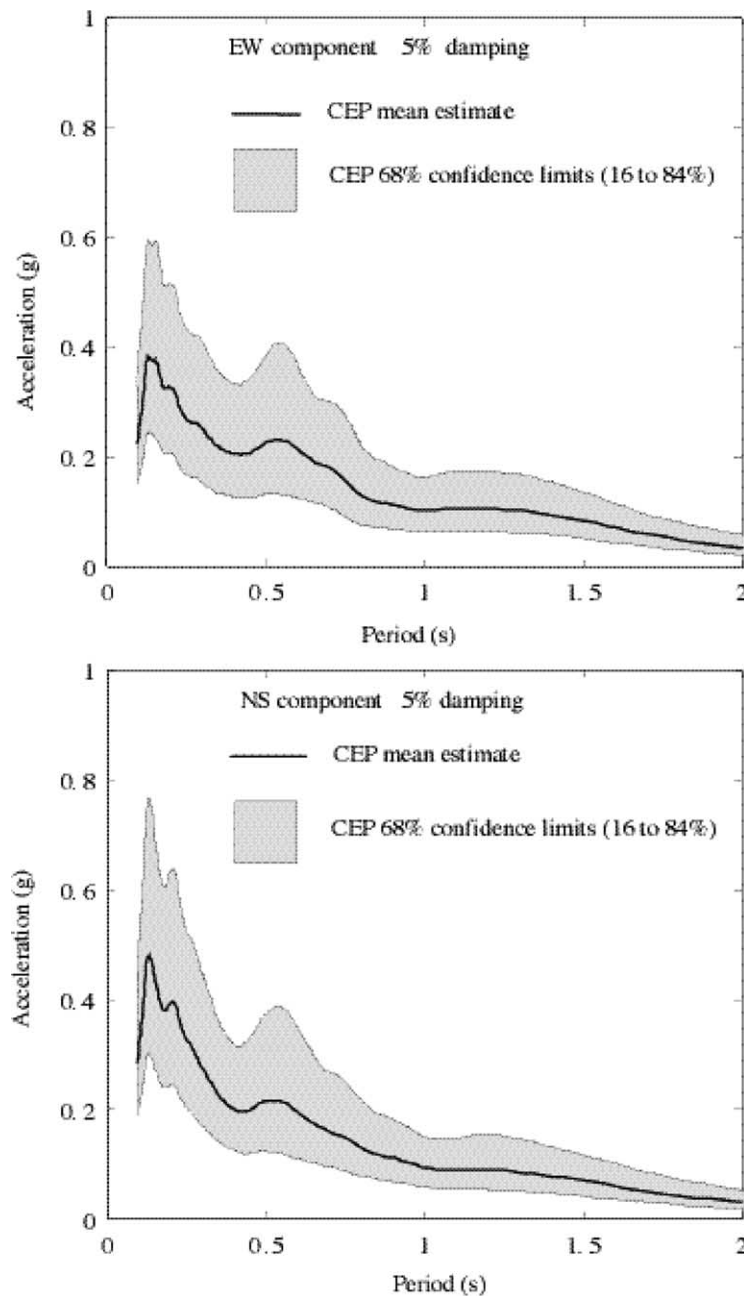 1
EW component 5% damping
CEP mean estimate
0. 8
CEP 68% confidence limits (16 to 84%)
0. 6
Acceleration (g)
0. 4
0. 2
0
0 0.5 1 1.5 2
Period (s)
1
NS component 5% damping
CEP mean estimate
0. 8
CEP 68% confidence limits (16 to 84%)
0. 6
Acceleration (g)
0. 4
0. 2
0
0 0.5 1 1.5 2
Period (s)